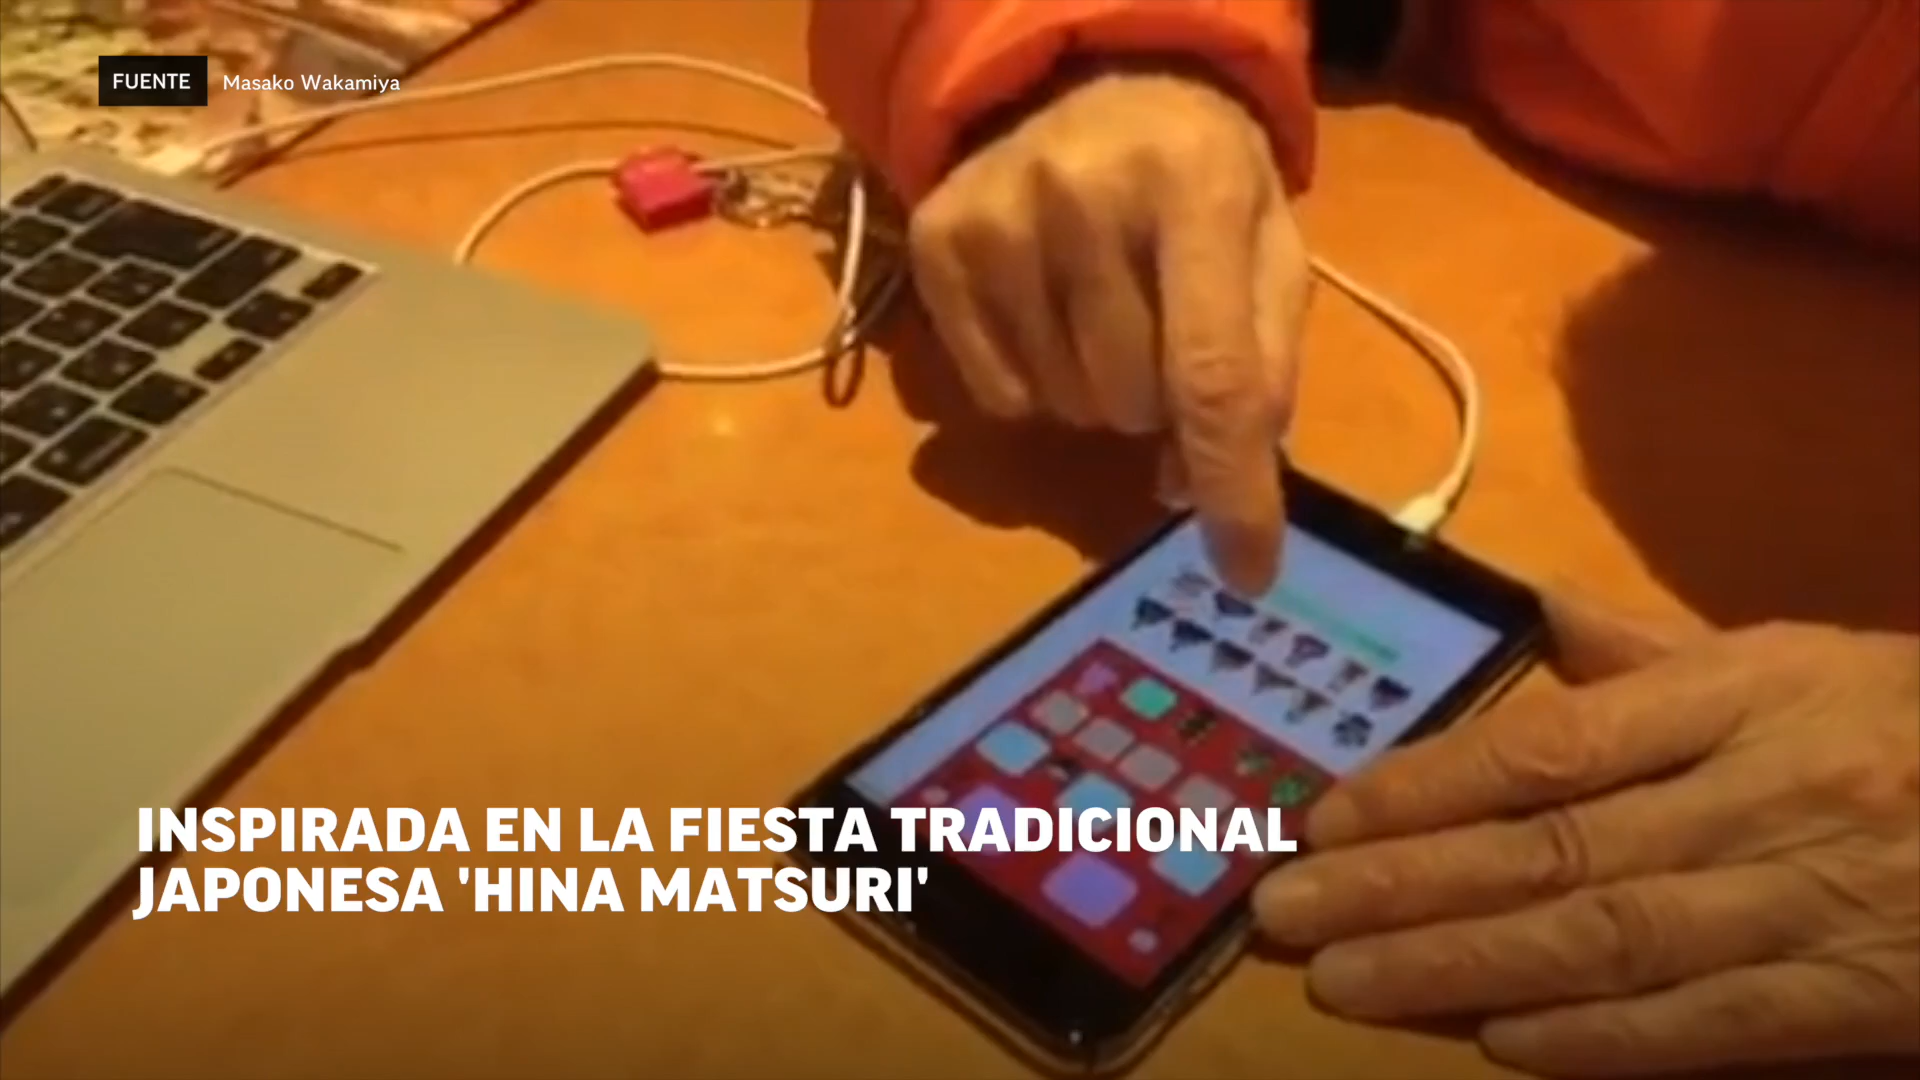 FUENTE Masako Wakamiya
INSPIRADA EN LA FIESTA TRADICIONAL
JAPONESA 'HINA MATSURI'